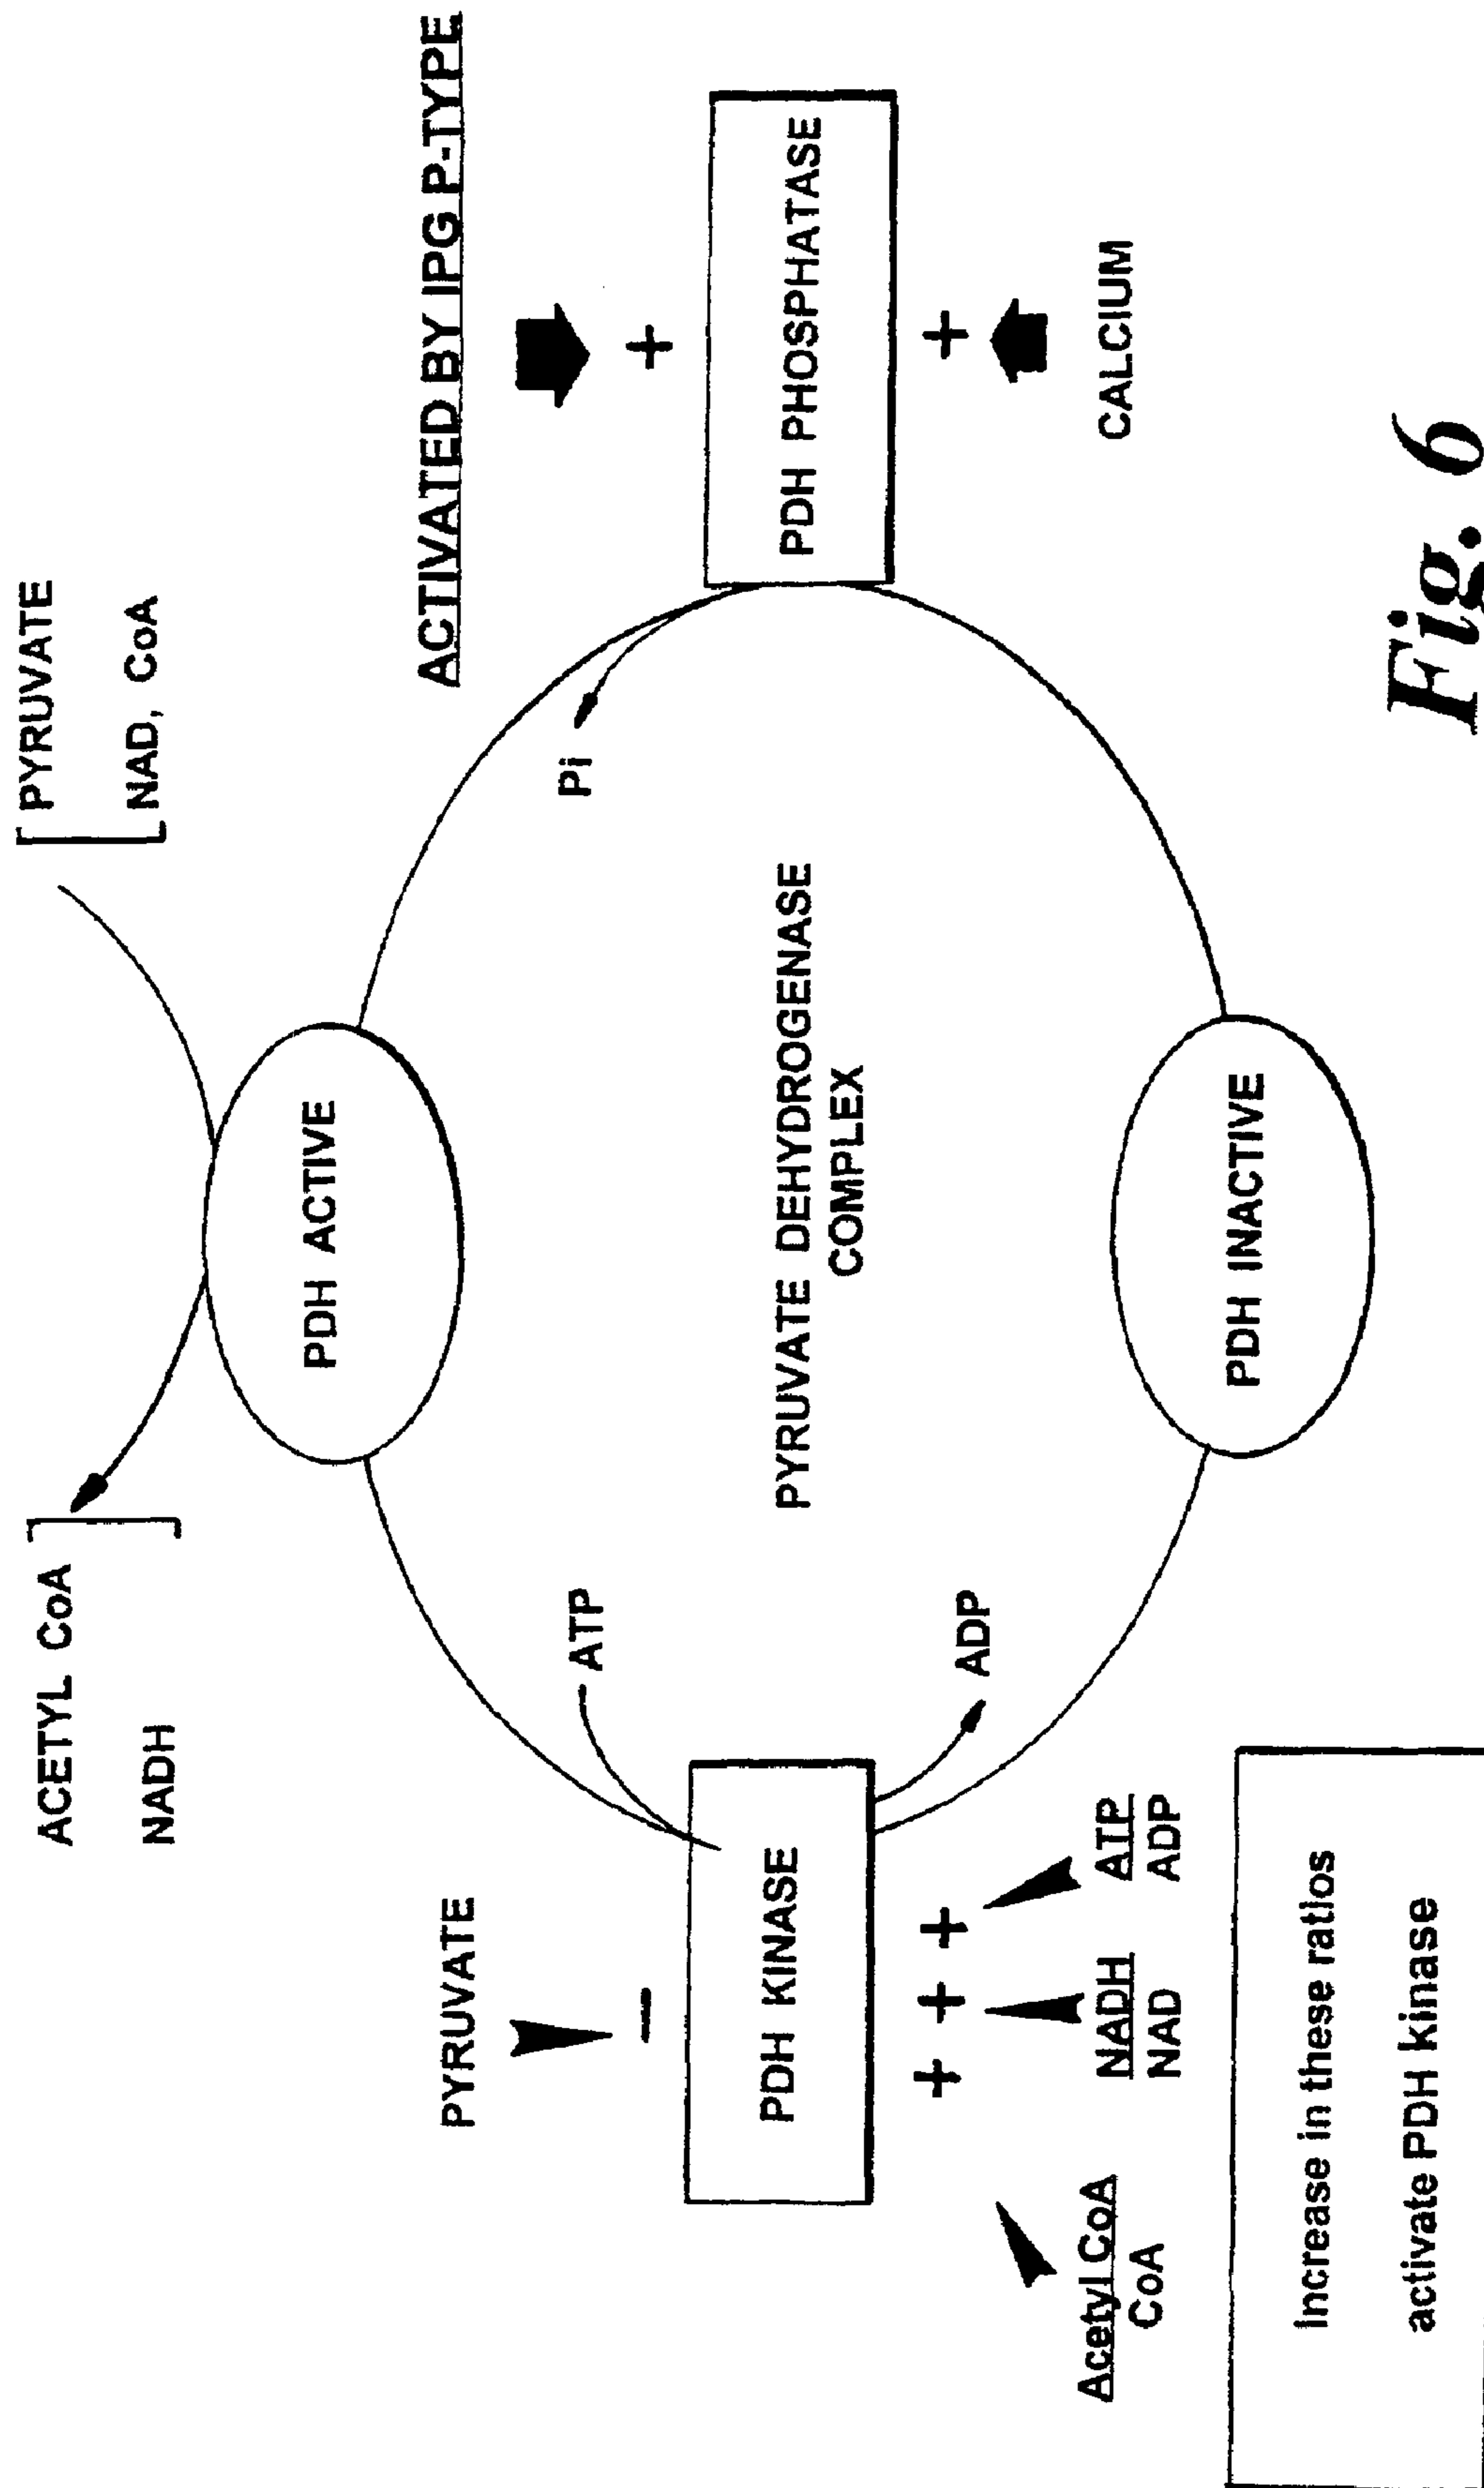 ACETYL CoA
NADH
PYRUVATE
NAD, CoA
PDH ACTIVE
ACTIVATED BY IPG P-TYPE
PYRUVATE
–
ATP
Pi
+
PDH KINASE
PYRUVATE DEHYDROGENASE
COMPLEX
PDH PHOSPHATASE
+ + +
ADP
+
Acetyl CoA
CoA
NADH
NAD
ATP
ADP
CALCIUM
PDH INACTIVE
Increase in these ratios
activate PDH kinase
Fig. 6